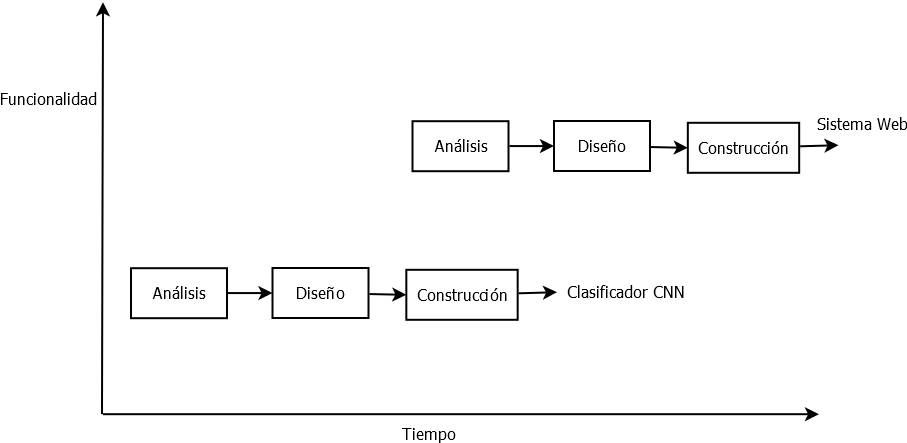 Funcionalidad
Sistema Web
Análisis
Diseño
Construcción
Análisis
Diseño
Construcción
Clasificador CNN
Tiempo